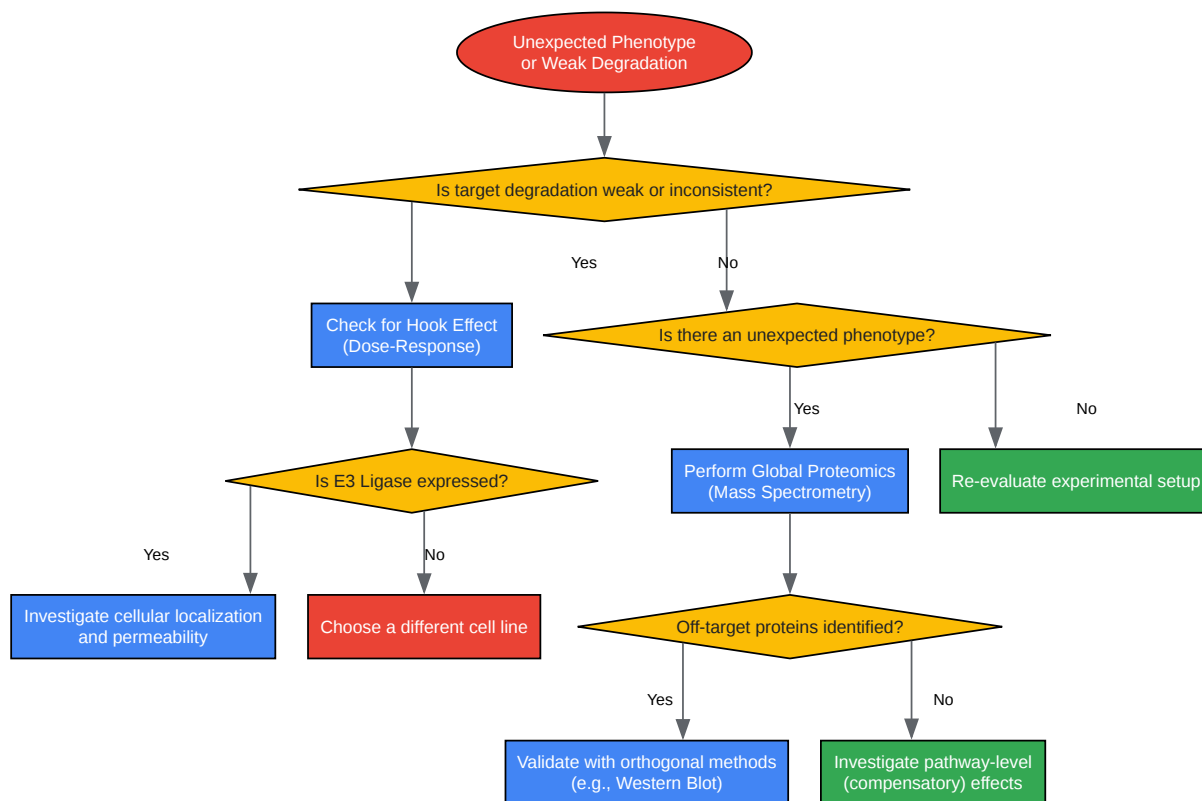 Unexpected Phenotype
or Weak Degradation
Is target degradation weak or inconsistent?
Yes
No
Check for Hook Effect
(Dose-Response)
Is there an unexpected phenotype?
Yes
No
Is E3 Ligase expressed?
Perform Global Proteomics
(Mass Spectrometry)
Re-evaluate experimental setup
Yes
No
Investigate cellular localization
and permeability
Choose a different cell line
Off-target proteins identified?
Yes
No
Validate with orthogonal methods
(e.g., Western Blot)
Investigate pathway-level
(compensatory) effects